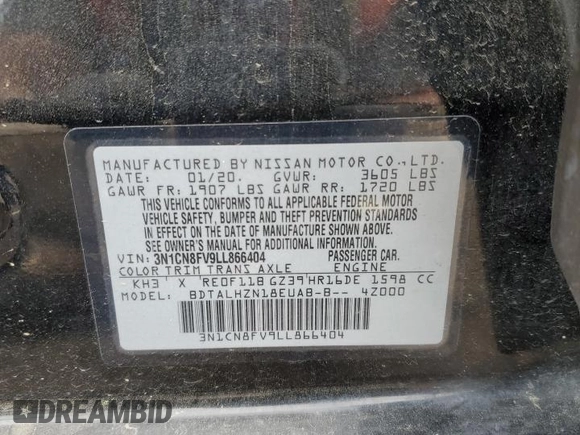 MANUFACTURED BY NISSAN MOTOR CO.,LTD.
DATE: 01/20. GVWR: 3605 LBS
GAWR FR: 1907 LBS GAWR RR: 1720 LBS
THIS VEHICLE CONFORMS TO ALL APPLICABLE FEDERAL MOTOR
VEHICLE SAFETY, BUMPER AND THEFT PREVENTION STANDARDS
IN EFFECT ON THE DATE OF MANUFACTURE SHOWN ABOVE.
SEE OWNER'S MANUAL FOR ADDITIONAL INFORMATION.
VIN: 3N1CN8FV9LL866404 PASSENGER CAR.
COLOR TRIM TRANS AXLE ENGINE
KH3 X RE0F11B GZ39 HR16DE 1598 CC
MODEL: BDTALHZN18EUAB-B-- 4Z000
3N1CN8FV9LL866404
DREAMBID